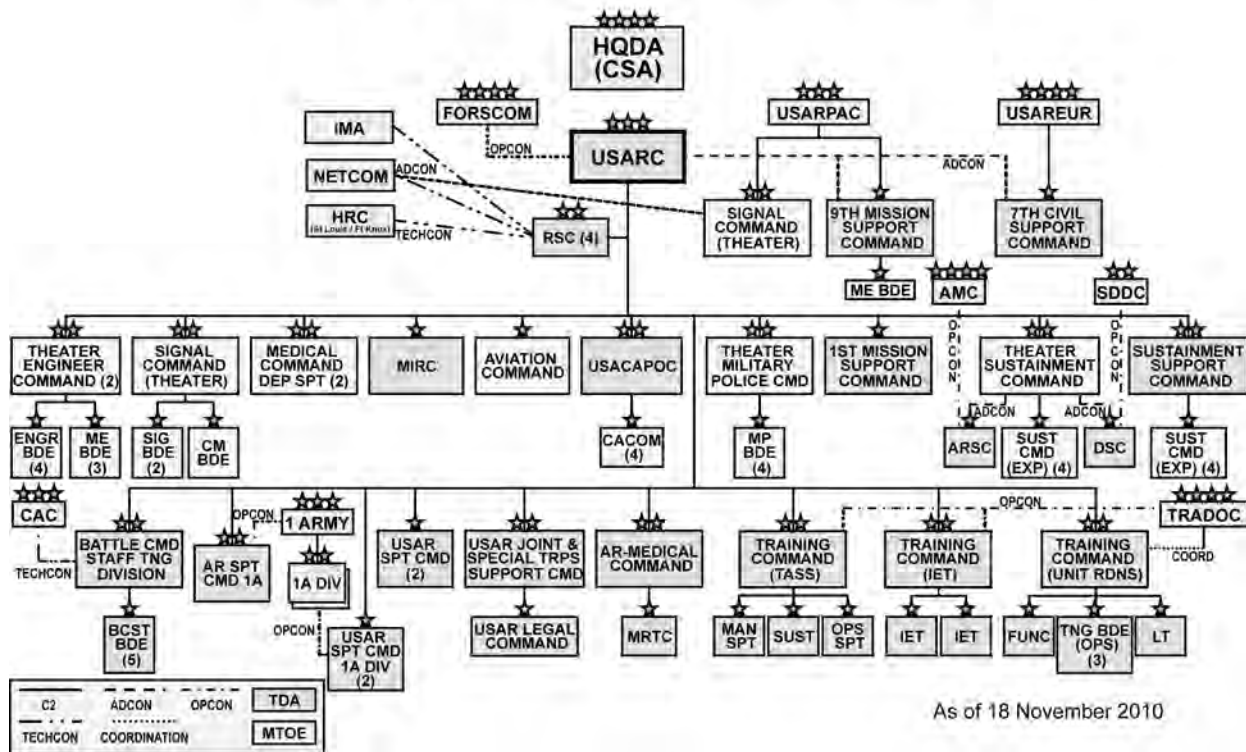 HQDA
(CSA)
FORSCOM
USARPAC
USAREUR
IMA
OPCON
USARC
ADCON
NETCOM
ADCON
HRC
(St Louis / Ft Knox)
TECHCON
RSC (4)
SIGNAL
COMMAND
(THEATER)
9TH MISSION
SUPPORT
COMMAND
7TH CIVIL
SUPPORT
COMMAND
ME BDE
AMC
SDDC
THEATER
ENGINEER
COMMAND (2)
SIGNAL
COMMAND
(THEATER)
MEDICAL
COMMAND
DEP SPT (2)
MIRC
AVIATION
COMMAND
USACAPOC
THEATER
MILITARY
POLICE CMD
1ST MISSION
SUPPORT
COMMAND
OPCON
THEATER
SUSTAINMENT
COMMAND
OPCON
SUSTAINMENT
SUPPORT
COMMAND
ADCON
ADCON
ENGR
BDE
(4)
ME
BDE
(3)
SIG
BDE
(2)
CM
BDE
CACOM
(4)
MP
BDE
(4)
ARSC
SUST
CMD
(EXP) (4)
DSC
SUST
CMD
(EXP) (4)
CAC
OPCON
1 ARMY
OPCON
TRADOC
TECHCON
BATTLE CMD
STAFF TNG
DIVISION
AR SPT
CMD 1A
1A DIV
USAR
SPT CMD
(2)
USAR JOINT &
SPECIAL TRPS
SUPPORT CMD
AR-MEDICAL
COMMAND
TRAINING
COMMAND
(TASS)
TRAINING
COMMAND
(IET)
TRAINING
COMMAND
(UNIT RDNS)
COORD
BCST
BDE
(5)
OPCON
USAR
SPT CMD
1A DIV
(2)
USAR LEGAL
COMMAND
MRTC
MAN
SPT
SUST
OPS
SPT
IET
IET
FUNC
TNG BDE
(OPS)
(3)
LT
C2
ADCON
OPCON
TDA
TECHCON
COORDINATION
MTOE
As of 18 November 2010